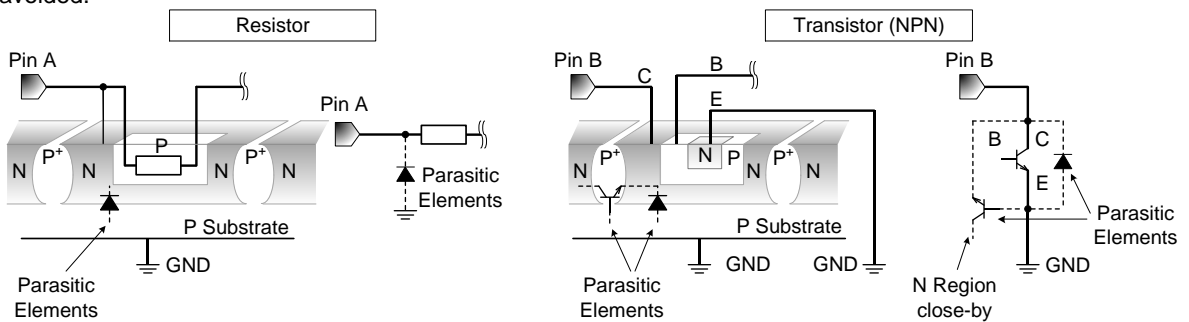 avoided.
Resistor
Transistor (NPN)
Pin A
Pin A
N P+ N P N P+ N
Parasitic
Elements
P Substrate
GND
Parasitic
Elements
Pin B
C
B
E
N P+ N N P P+ N
P Substrate
GND
GND
Parasitic
Elements
Pin B
B
C
E
Parasitic
Elements
GND
N Region
close-by